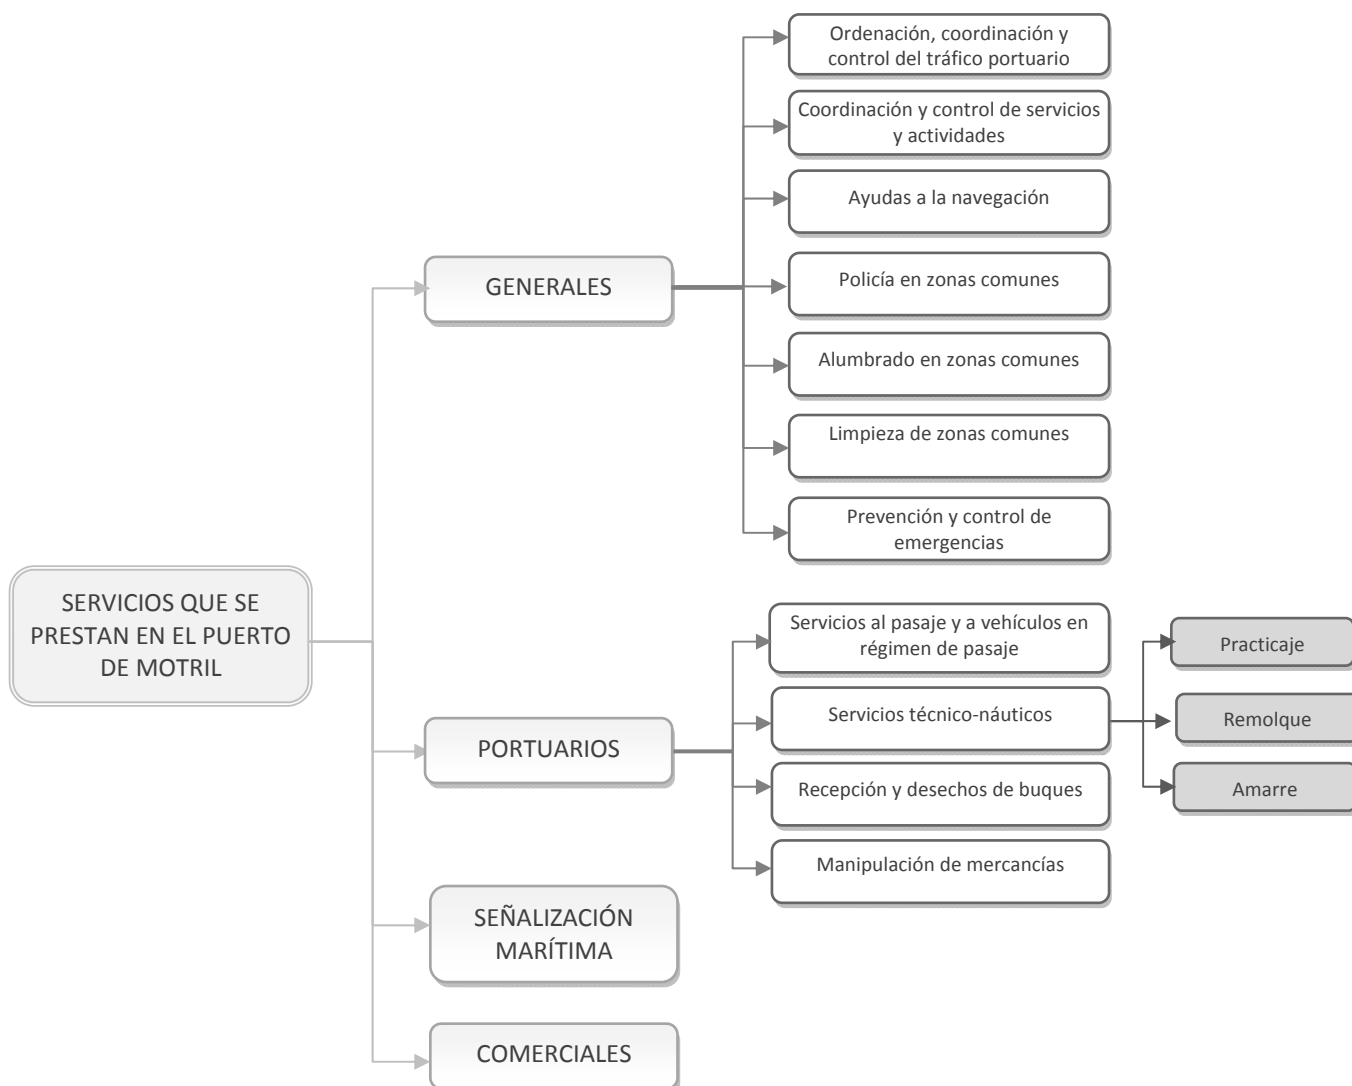 Ordenación, coordinación y
control del tráfico portuario
Coordinación y control de servicios
y actividades
Ayudas a la navegación
GENERALES
Policía en zonas comunes
Alumbrado en zonas comunes
Limpieza de zonas comunes
Prevención y control de
emergencias
SERVICIOS QUE SE
PRESTAN EN EL PUERTO
DE MOTRIL
Servicios al pasaje y a vehículos en
régimen de pasaje
Practicaje
Servicios técnico-náuticos
Remolque
PORTUARIOS
Recepción y desechos de buques
Amarre
Manipulación de mercancías
SEÑALIZACIÓN
MARÍTIMA
COMERCIALES